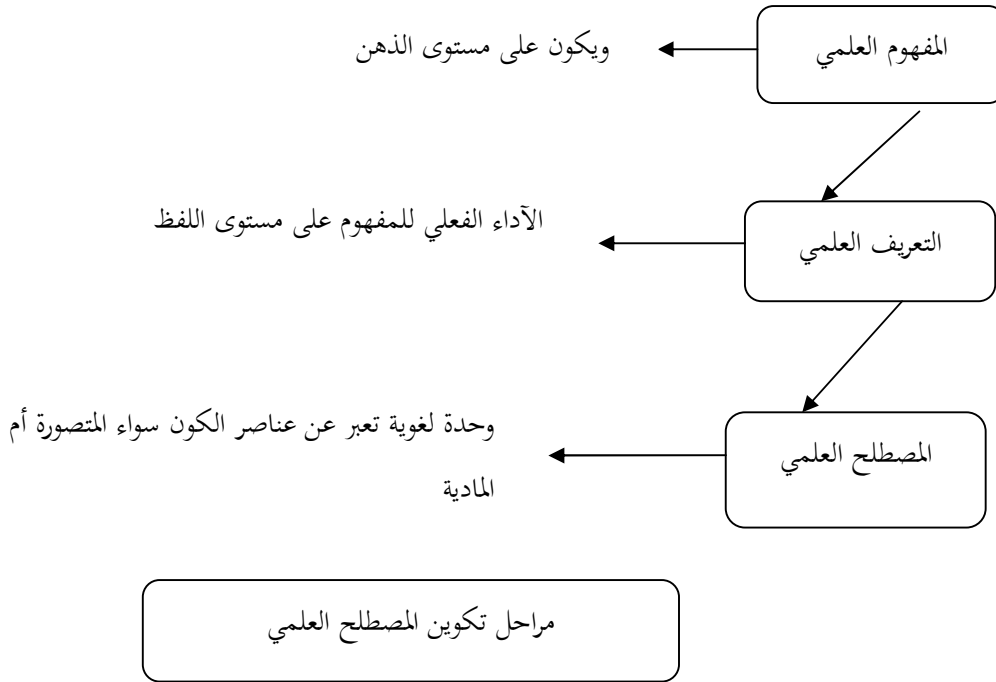 المفهوم العلمي
ويكون على مستوى الذهن
التعريف العلمي
الآداء الفعلي للمفهوم على مستوى اللفظ
المصطلح العلمي
وحدة لغوية تعبر عن عناصر الكون سواء المتصورة أم
المادية
مراحل تكوين المصطلح العلمي